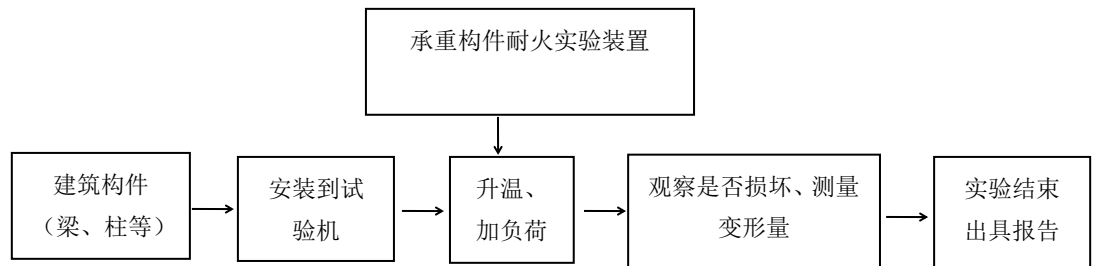 承重构件耐火实验装置
建筑构件
（梁、柱等）
安装到试
验机
升温、
加负荷
观察是否损坏、测量
变形量
实验结束
出具报告